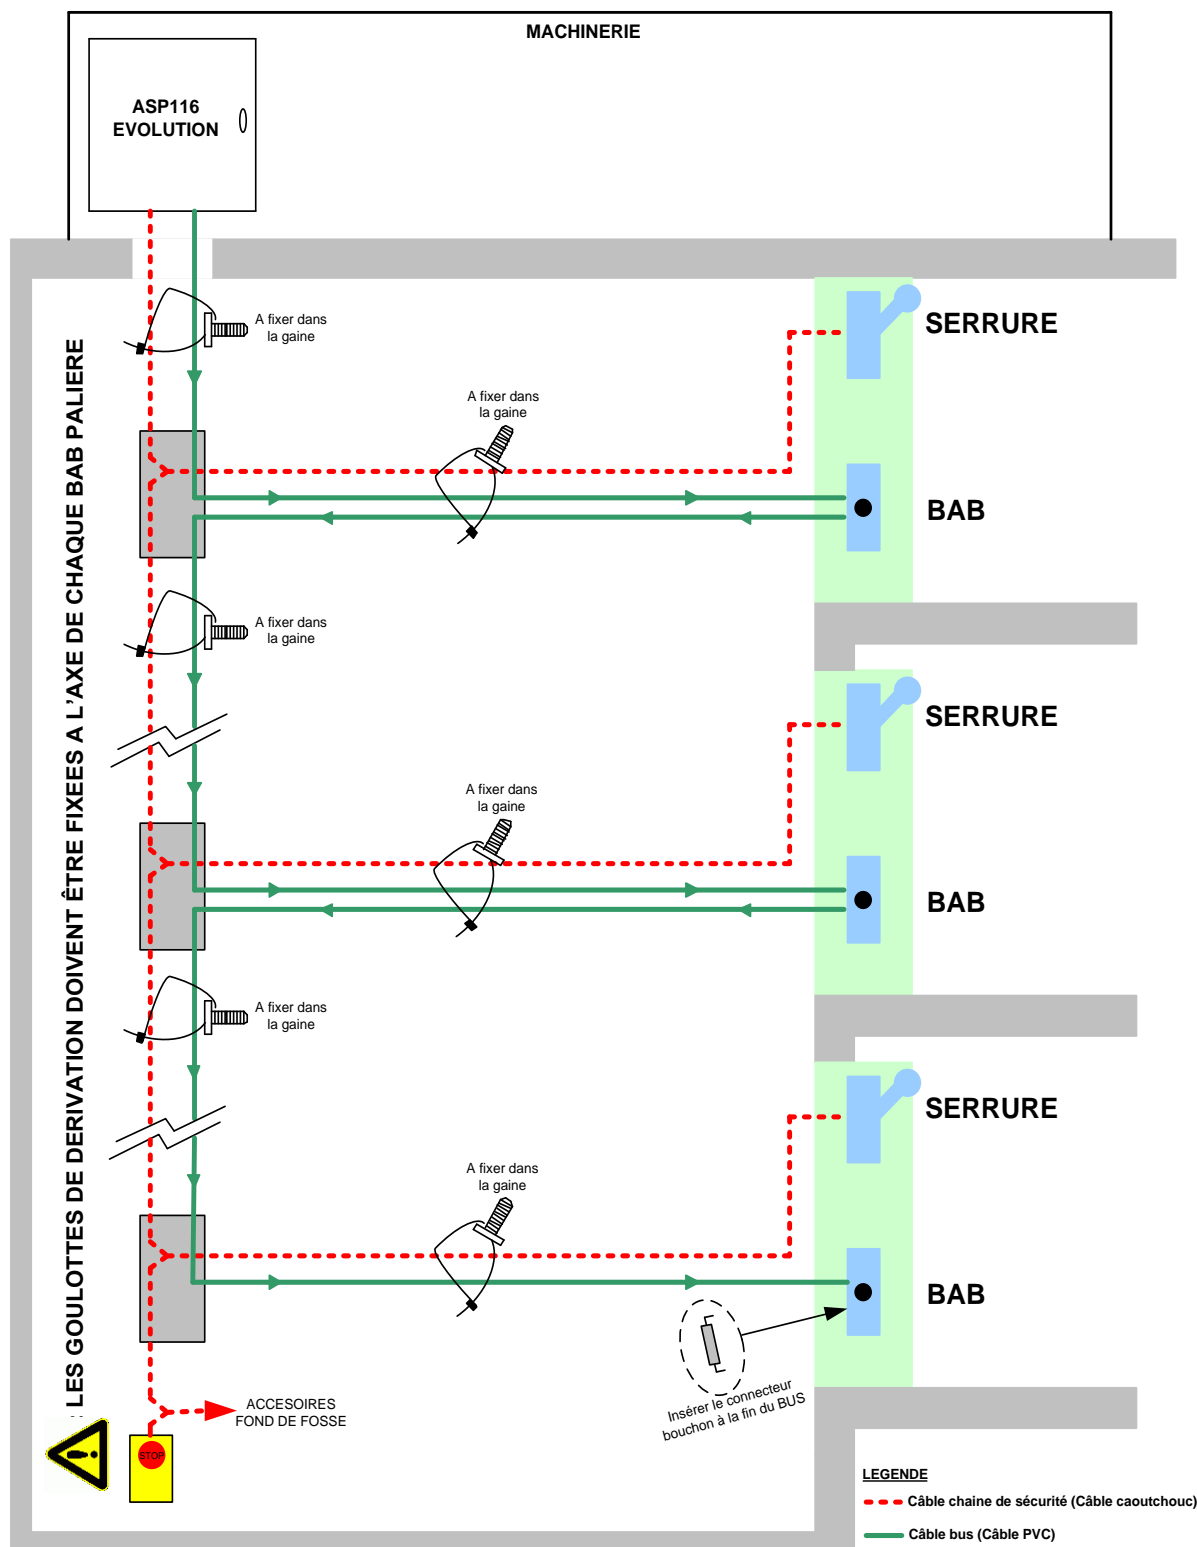 MACHINERIE
ASP116
EVOLUTION
A fixer dans
la gaine
SERRURE
A fixer dans
la gaine
BAB
LES GOULOTTES DE DERIVATION DOIVENT ÊTRE FIXEES A L'AXE DE CHAQUE BAB PALIERE
A fixer dans
la gaine
SERRURE
A fixer dans
la gaine
BAB
A fixer dans
la gaine
SERRURE
A fixer dans
la gaine
BAB
Insérer le connecteur
bouchon à la fin du BUS
ACCESOIRES
FOND DE FOSSE
STOP
LEGENDE
Câble chaine de sécurité (Câble caoutchouc)
Câble bus (Câble PVC)